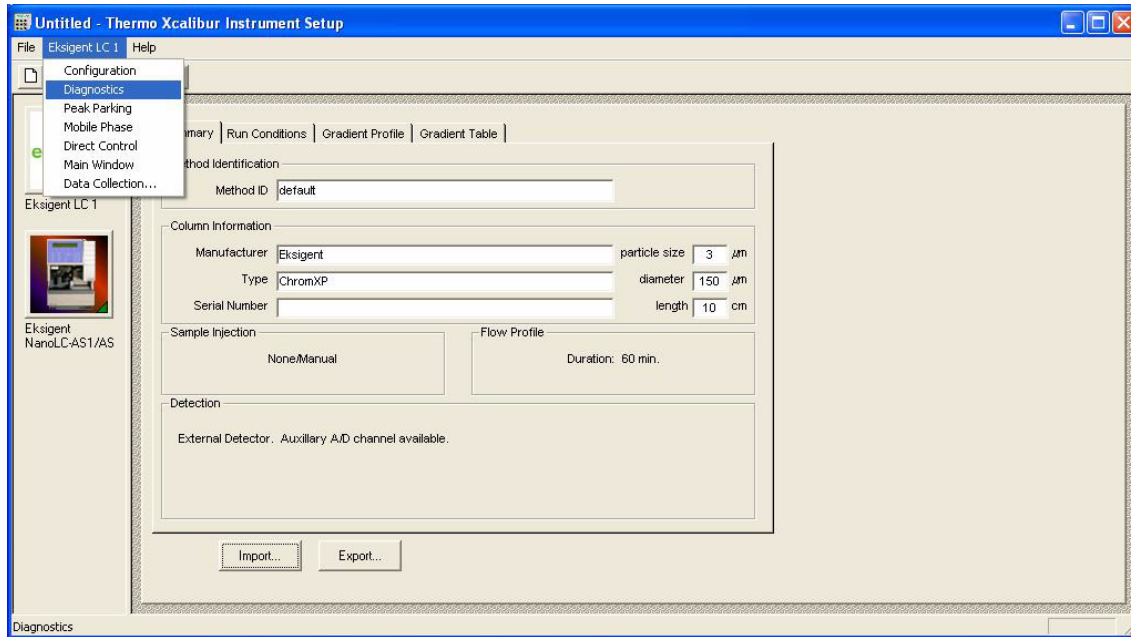 Untitled - Thermo Xcalibur Instrument Setup
File Eksigent LC 1 Help
Configuration
Diagnostics
Peak Parking
Mobile Phase
Direct Control
Main Window
Data Collection...
e
Eksigent LC 1
Eksigent
NanoLC-AS1/AS
mmary Run Conditions Gradient Profile Gradient Table
ethod Identification
Method ID default
Column Information
Manufacturer Eksigent particle size 3 µm
Type ChromXP diameter 150 µm
Serial Number length 10 cm
Sample Injection Flow Profile
None/Manual Duration: 60 min.
Detection
External Detector. Auxillary A/D channel available.
Import... Export...
Diagnostics